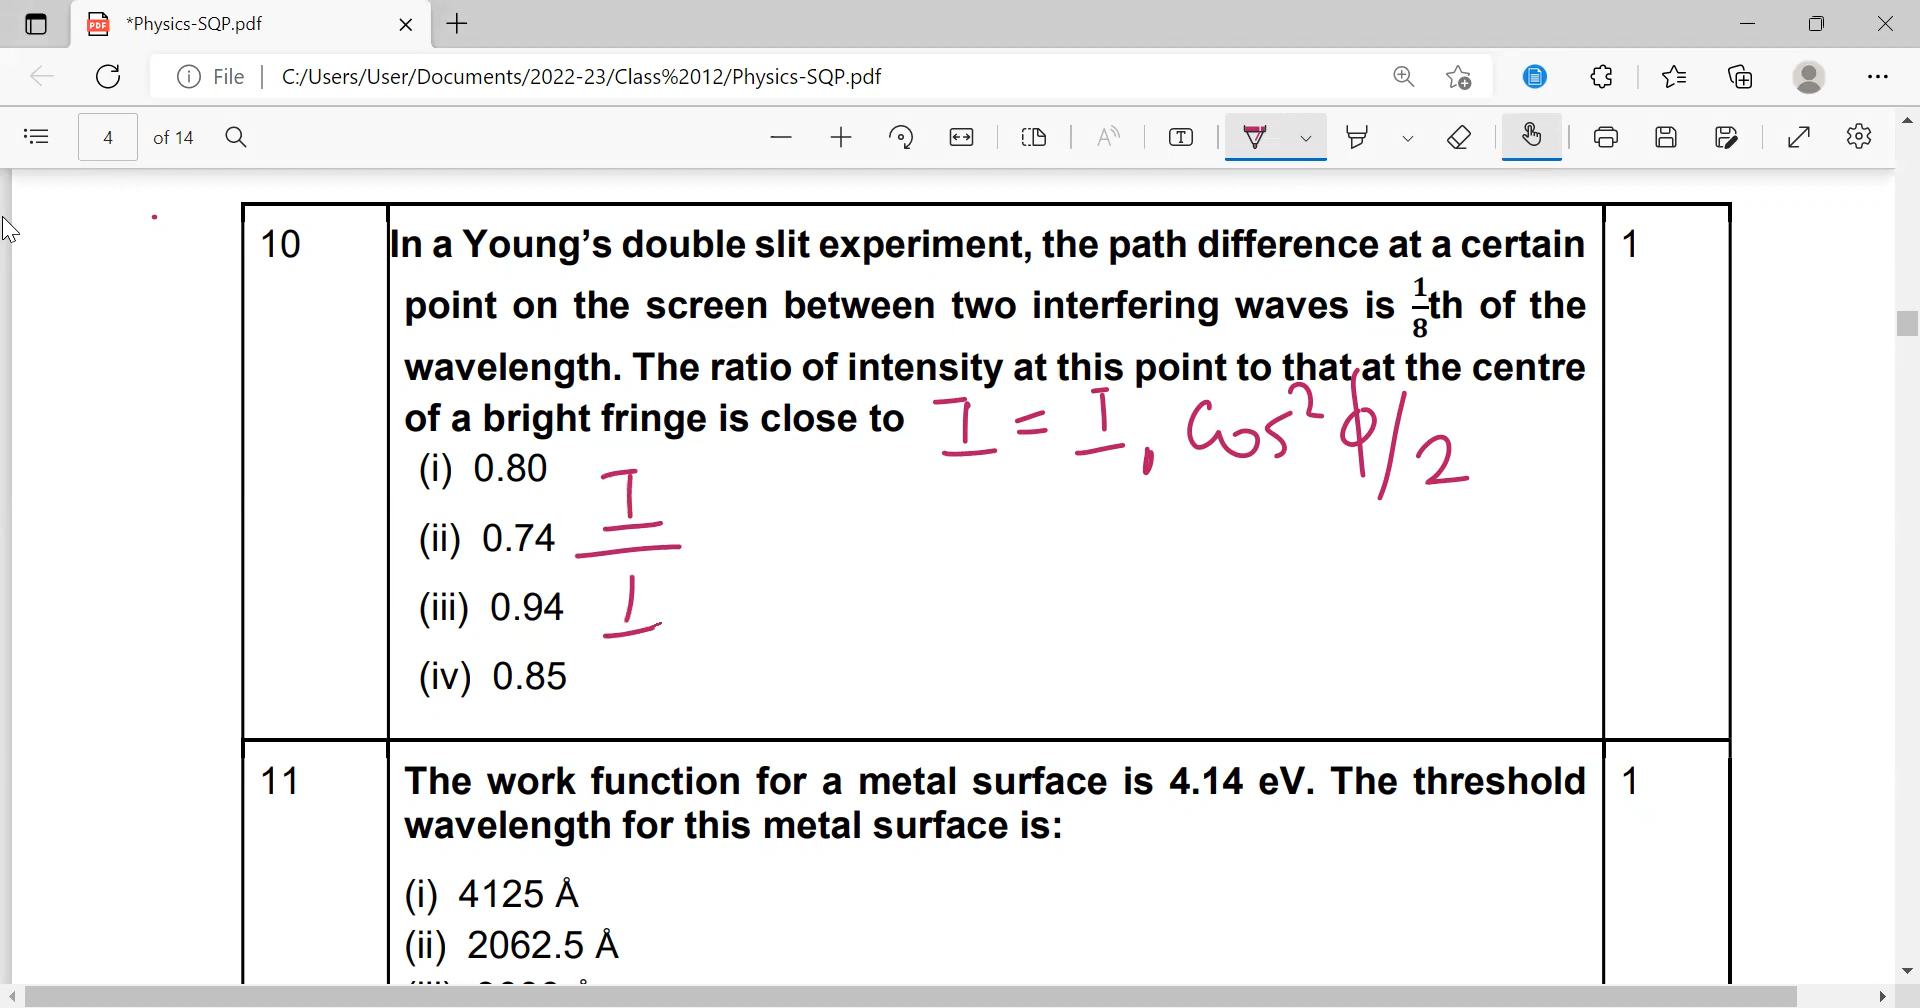 *Physics-SQP.pdf
File C:/Users/User/Documents/2022-23/Class%2012/Physics-SQP.pdf
4 of 14
10 In a Young's double slit experiment, the path difference at a certain 1
point on the screen between two interfering waves is 1/8th of the
wavelength. The ratio of intensity at this point to that at the centre
of a bright fringe is close to I = I. Cos² ϕ/2
(i) 0.80
I
(ii) 0.74
(iii) 0.94 I
(iv) 0.85
11 The work function for a metal surface is 4.14 eV. The threshold 1
wavelength for this metal surface is:
(i) 4125 Å
(ii) 2062.5 Å